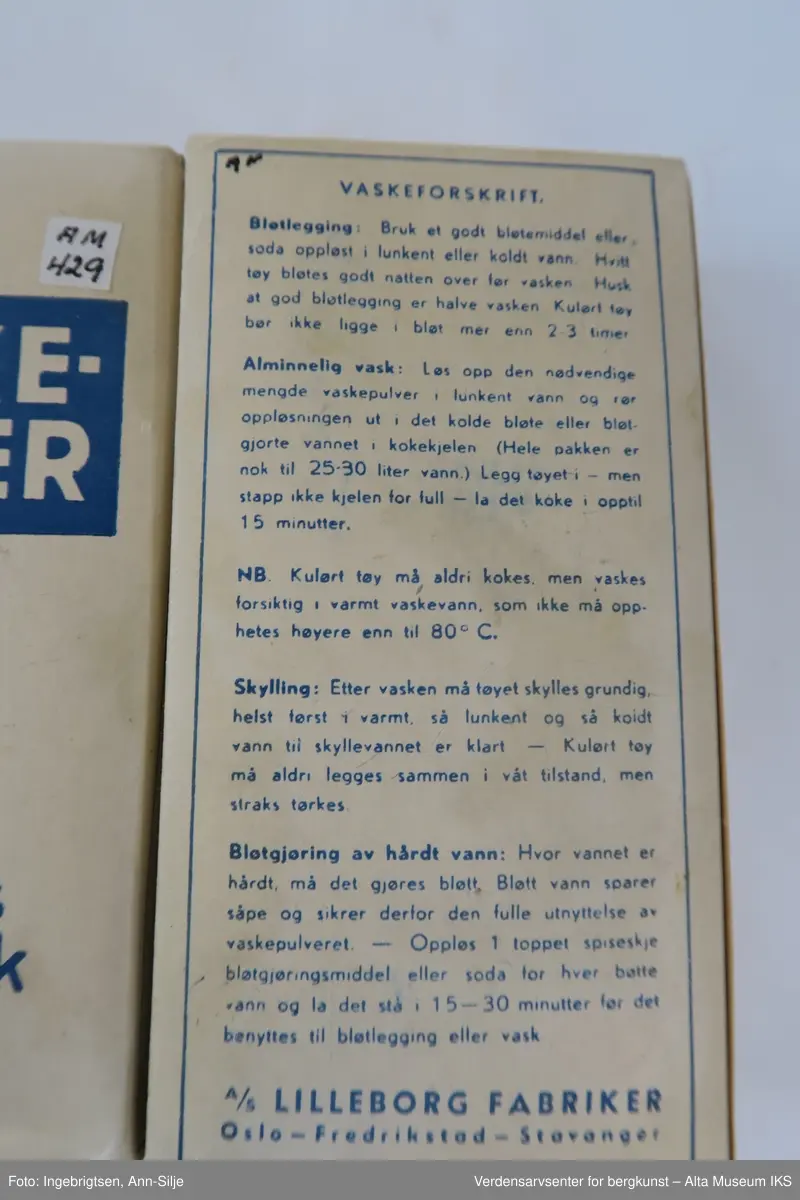 AM
429
KE-
ER
k
AM
VASKEFORSKRIFT.
Bløtlegging: Bruk et godt bløtemiddel eller
soda oppløst i lunkent eller koldt vann. Hvitt
tøy bløtes godt natten over før vasken. Husk
at god bløtlegging er halve vasken. Kulørt tøy
bør ikke ligge i bløt mer enn 2-3 timer
Alminnelig vask: Løs opp den nødvendige
mengde vaskepulver i lunkent vann og rør
oppløsningen ut i det kolde bløte eller bløt-
gjorte vannet i kokekjelen (Hele pakken er
nok til 25-30 liter vann.) Legg tøyet i – men
stapp ikke kjelen for full – la det koke i opptil
15 minutter.
NB. Kulørt tøy må aldri kokes, men vaskes
forsiktig i varmt vaskevann, som ikke må opp-
hetes høyere enn til 80° C.
Skylling: Etter vasken må tøyet skylles grundig,
helst først i varmt, så lunkent og så koldt
vann til skyllevannet er klart — Kulørt tøy
må aldri legges sammen i våt tilstand, men
straks tørkes.
Bløtgjøring av hårdt vann: Hvor vannet er
hårdt, må det gjøres bløtt. Bløtt vann sparer
såpe og sikrer derfor den fulle utnyttelse av
vaskepulveret. — Oppløs 1 toppet spiseskje
bløtgjøringsmiddel eller soda for hver bøtte
vann og la det stå i 15—30 minutter før det
benyttes til bløtlegging eller vask
A/S LILLEBORG FABRIKER
Oslo – Fredrikstad – Stavanger
Foto: Ingebrigtsen, Ann-Silje
Verdensarvsenter for bergkunst – Alta Museum IKS